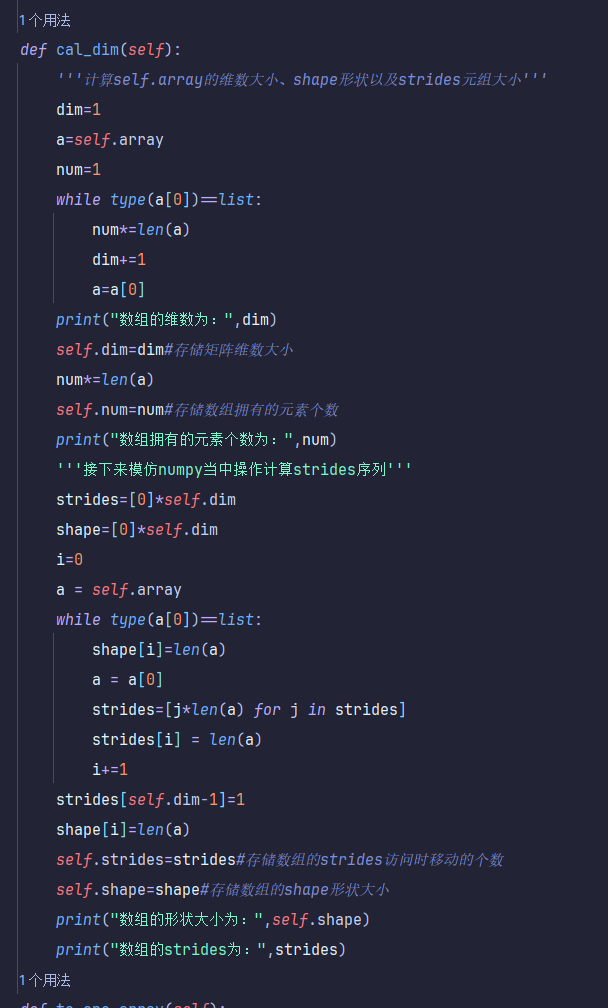 1 个用法
def cal_dim(self):
    '''计算self.array的维数大小、shape形状以及strides元组大小'''
    dim=1
    a=self.array
    num=1
    while type(a[0])==list:
        num*=len(a)
        dim+=1
        a=a[0]
    print("数组的维数为：",dim)
    self.dim=dim#存储矩阵维数大小
    num*=len(a)
    self.num=num#存储数组拥有的元素个数
    print("数组拥有的元素个数为：",num)
    '''接下来模仿numpy当中操作计算strides序列'''
    strides=[0]*self.dim
    shape=[0]*self.dim
    i=0
    a = self.array
    while type(a[0])==list:
        shape[i]=len(a)
        a = a[0]
        strides=[j*len(a) for j in strides]
        strides[i] = len(a)
        i+=1
    strides[self.dim-1]=1
    shape[i]=len(a)
    self.strides=strides#存储数组的strides访问时移动的个数
    self.shape=shape#存储数组的shape形状大小
    print("数组的形状大小为：",self.shape)
    print("数组的strides为：",strides)
1 个用法